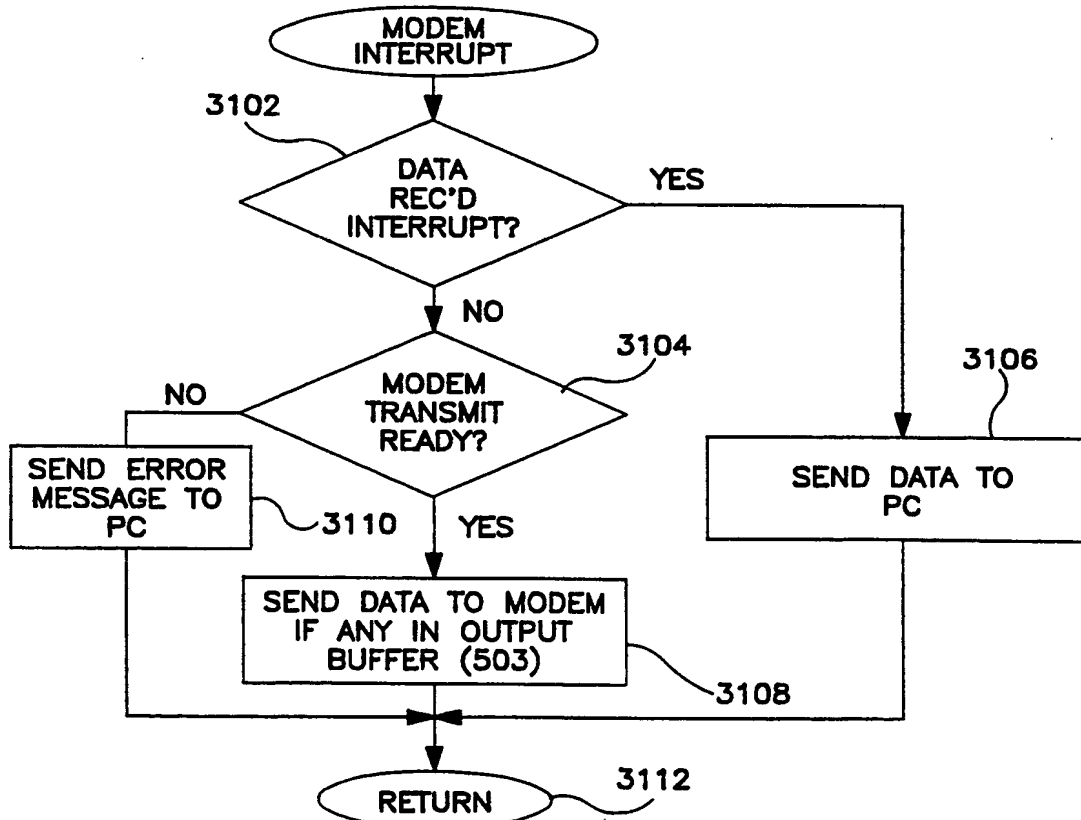 MODEM
INTERRUPT
3102
DATA
REC'D
INTERRUPT?
YES
NO
3104
MODEM
TRANSMIT
READY?
NO
3106
SEND ERROR
MESSAGE TO
PC
3110
YES
SEND DATA TO
PC
SEND DATA TO MODEM
IF ANY IN OUTPUT
BUFFER (503)
3108
RETURN
3112